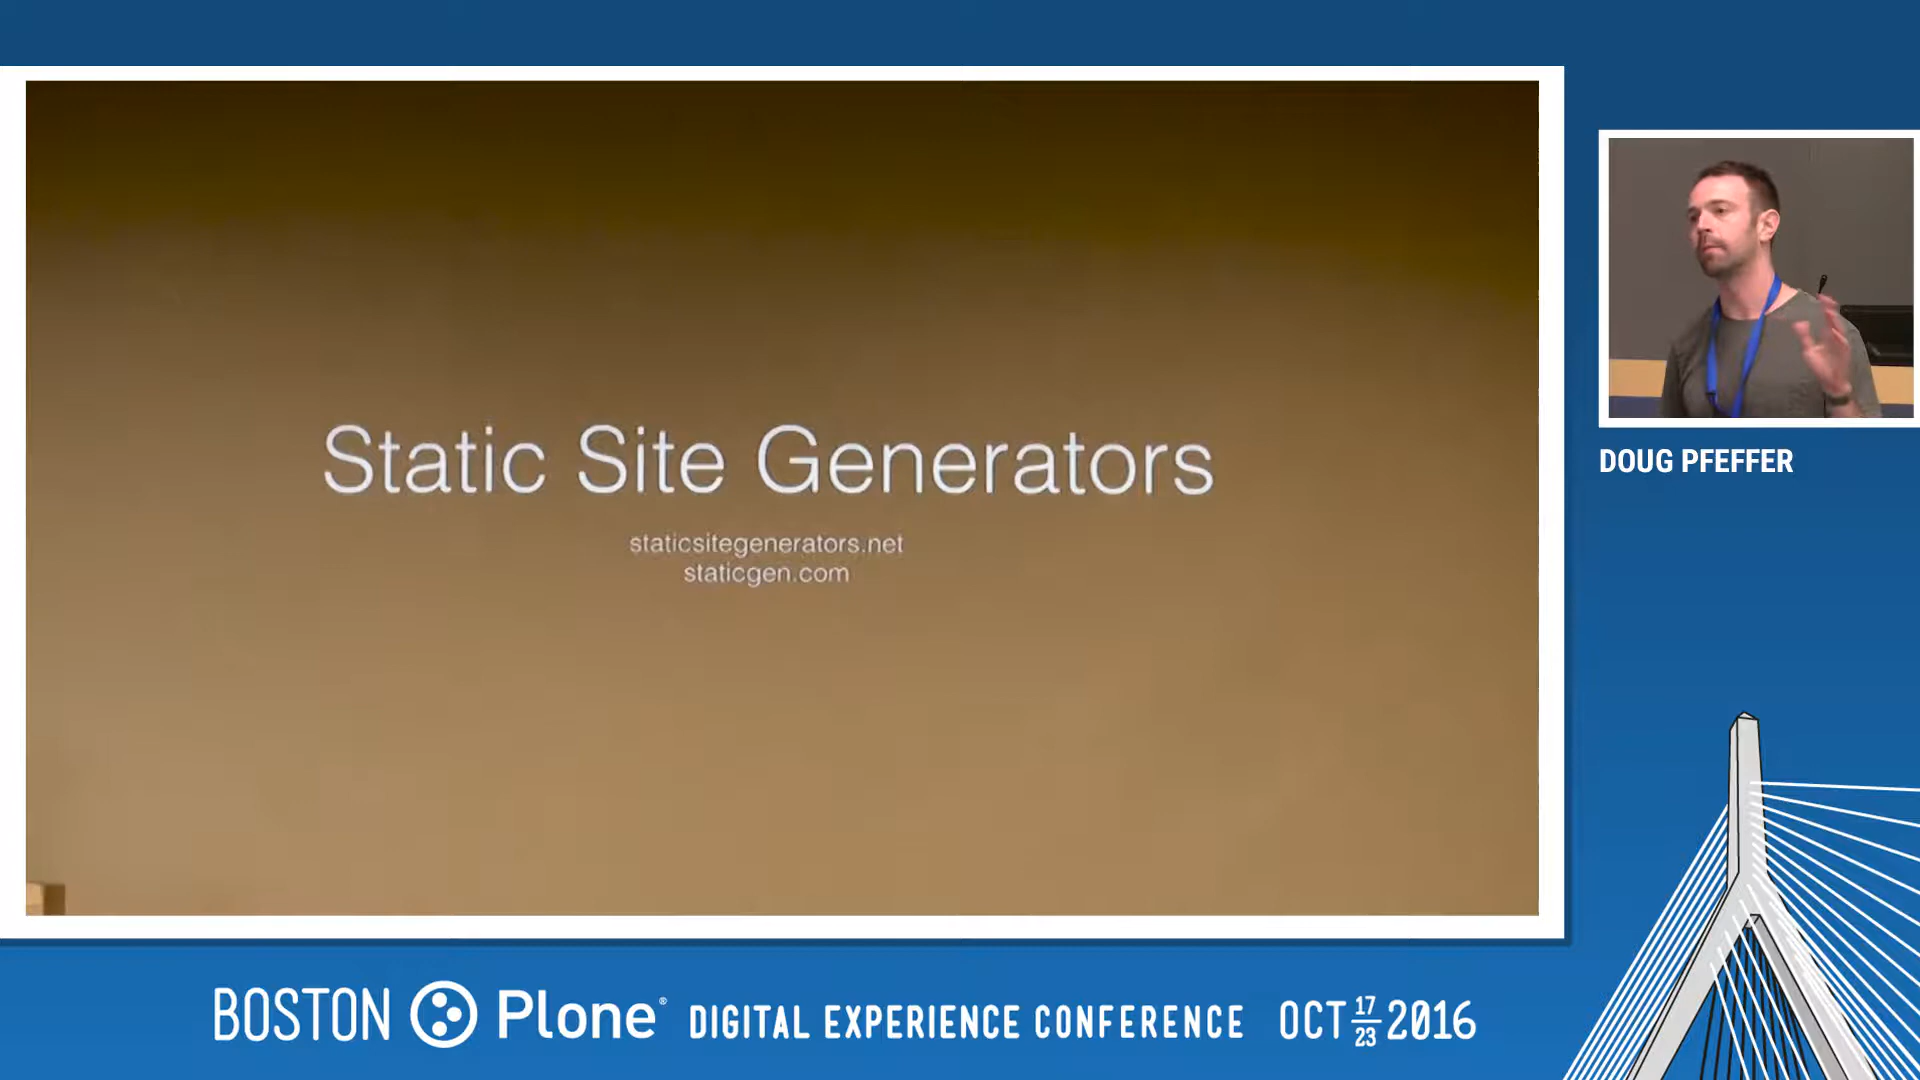 Static Site Generators
staticsitegenerators.net
staticgen.com
DOUG PFEFFER
BOSTON Plone® DIGITAL EXPERIENCE CONFERENCE OCT 17 23 2016